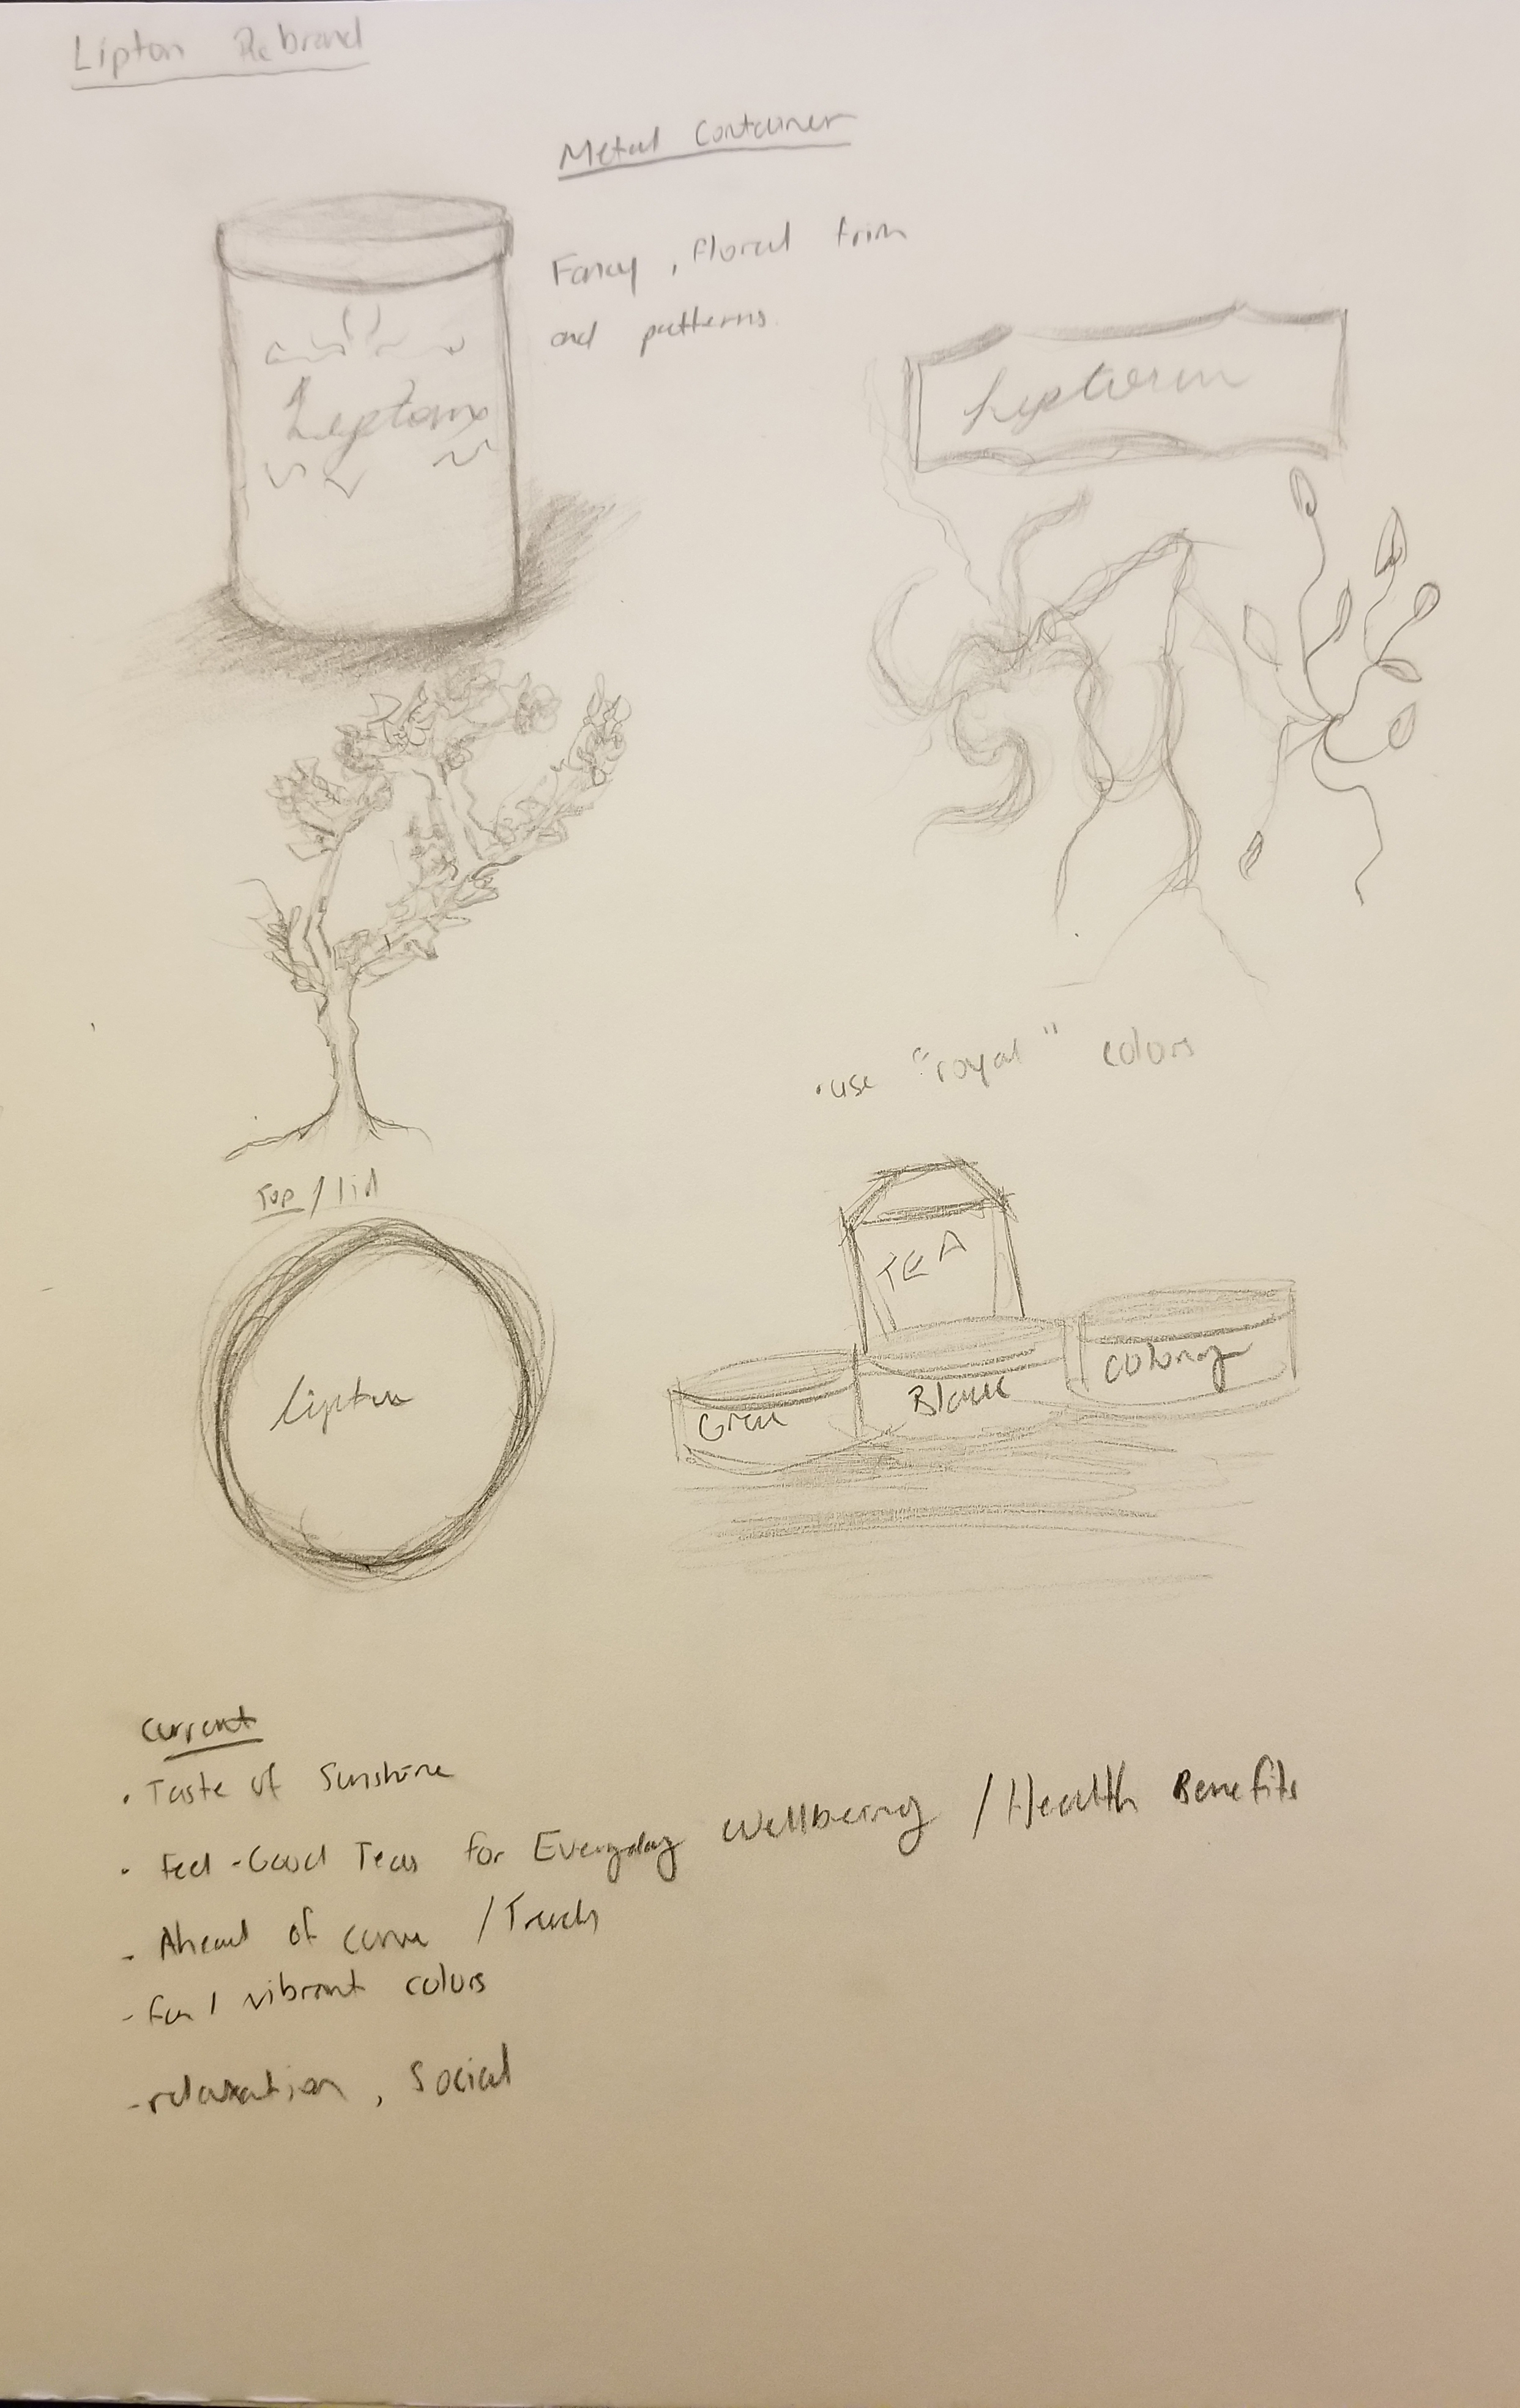 Lipton Rebrand
Metal Container
Fancy, floral trim
and patterns
Lipton
Lipton
• use "royal" colors
Top / lid
Lipton
TEA
Green
Black
Oolong
Current
• Taste of Sunshine
• Feel-Good Teas for Everyday Wellbeing / Health Benefits
- Ahead of curve / Trends
- fun / vibrant colors
- relaxation, Social